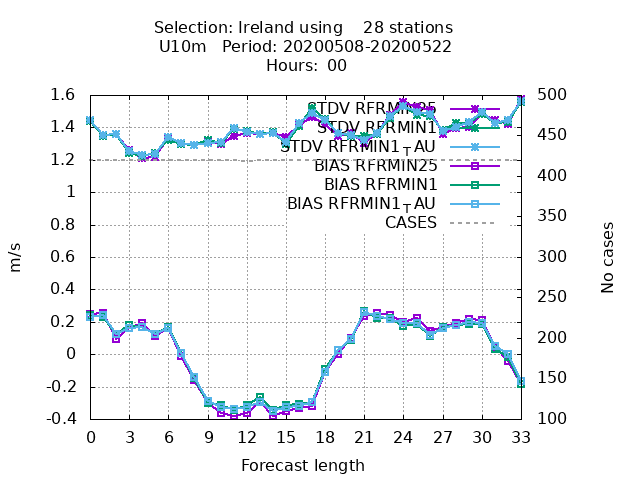 Selection: Ireland using    28 stations
U10m   Period: 20200508-20200522
Hours:  00
STDV RFRMIN25
STDV RFRMIN1
STDV RFRMIN1┬AU
BIAS RFRMIN25
BIAS RFRMIN1
BIAS RFRMIN1┬AU
CASES
m/s
1.6
1.4
1.2
1
0.8
0.6
0.4
0.2
0
-0.2
-0.4
500
450
400
350
300
250
200
150
100
No cases
0 3 6 9 12 15 18 21 24 27 30 33
Forecast length